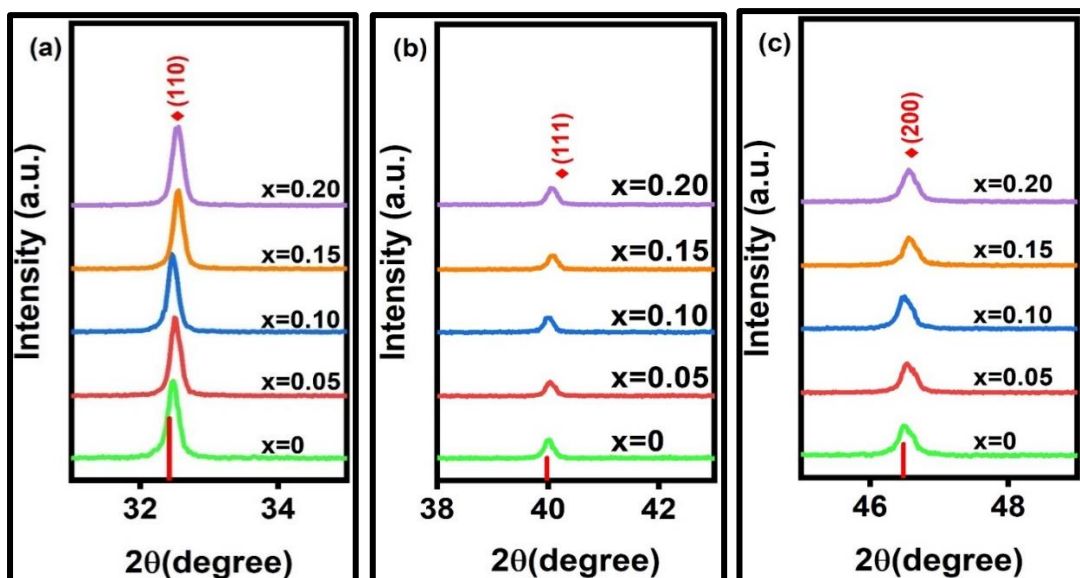 (a)
♦(110)
x=0.20
x=0.15
x=0.10
x=0.05
x=0
Intensity (a.u.)
32 34
2θ(degree)
(b)
♦(111)
x=0.20
x=0.15
x=0.10
x=0.05
x=0
Intensity (a.u.)
38 40 42
2θ(degree)
(c)
♦(200)
x=0.20
x=0.15
x=0.10
x=0.05
x=0
Intensity (a.u.)
46 48
2θ(degree)